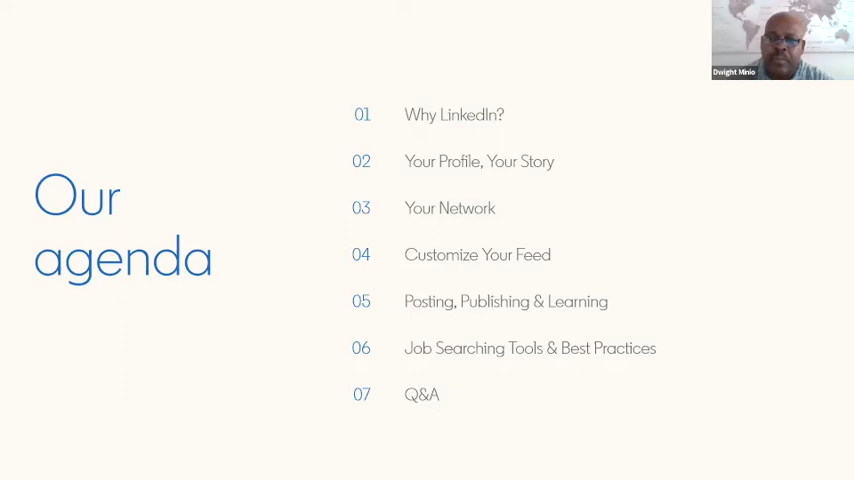 Dwight Minio
Our
agenda
01 Why LinkedIn?
02 Your Profile, Your Story
03 Your Network
04 Customize Your Feed
05 Posting, Publishing & Learning
06 Job Searching Tools & Best Practices
07 Q&A